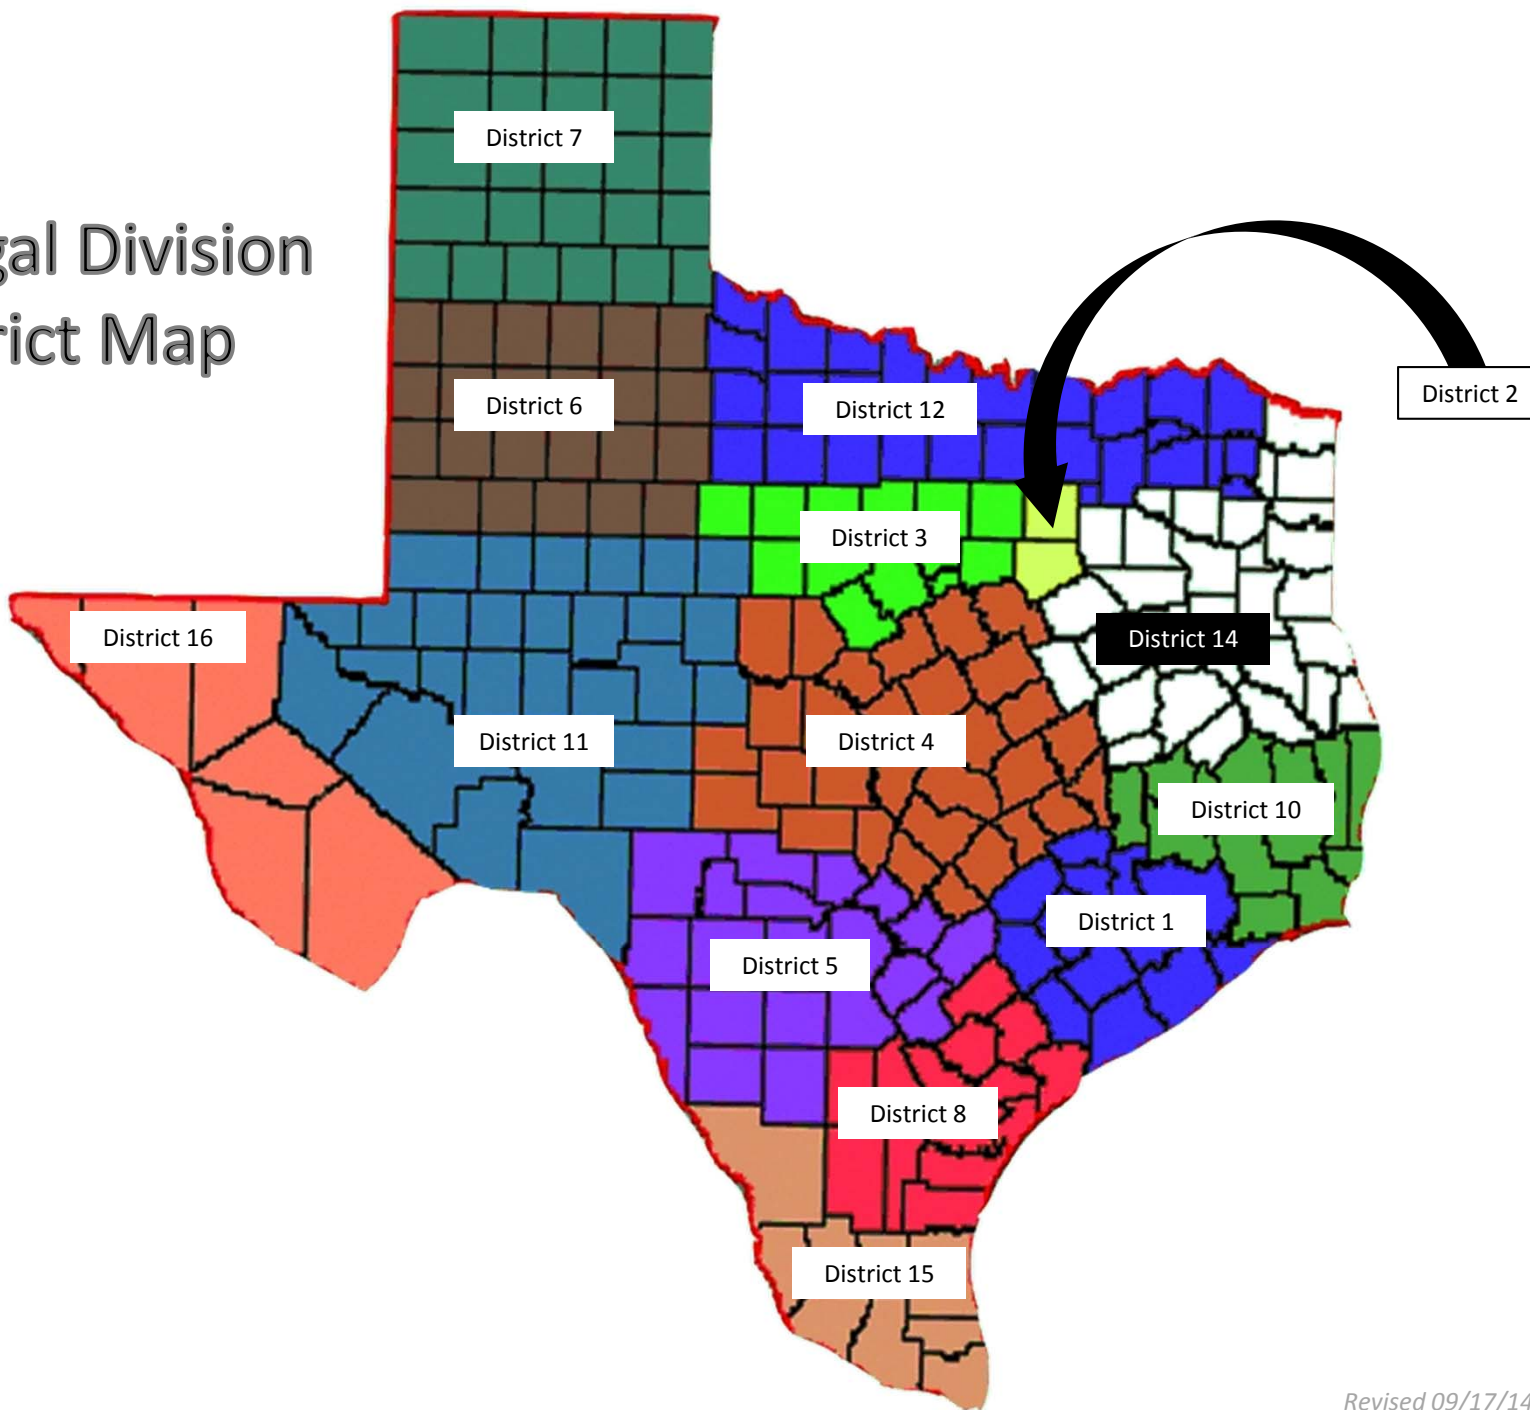 gal Division
rict Map
District 7
District 6
District 12
District 2
District 3
District 16
District 14
District 11
District 4
District 10
District 1
District 5
District 8
District 15
Revised 09/17/14